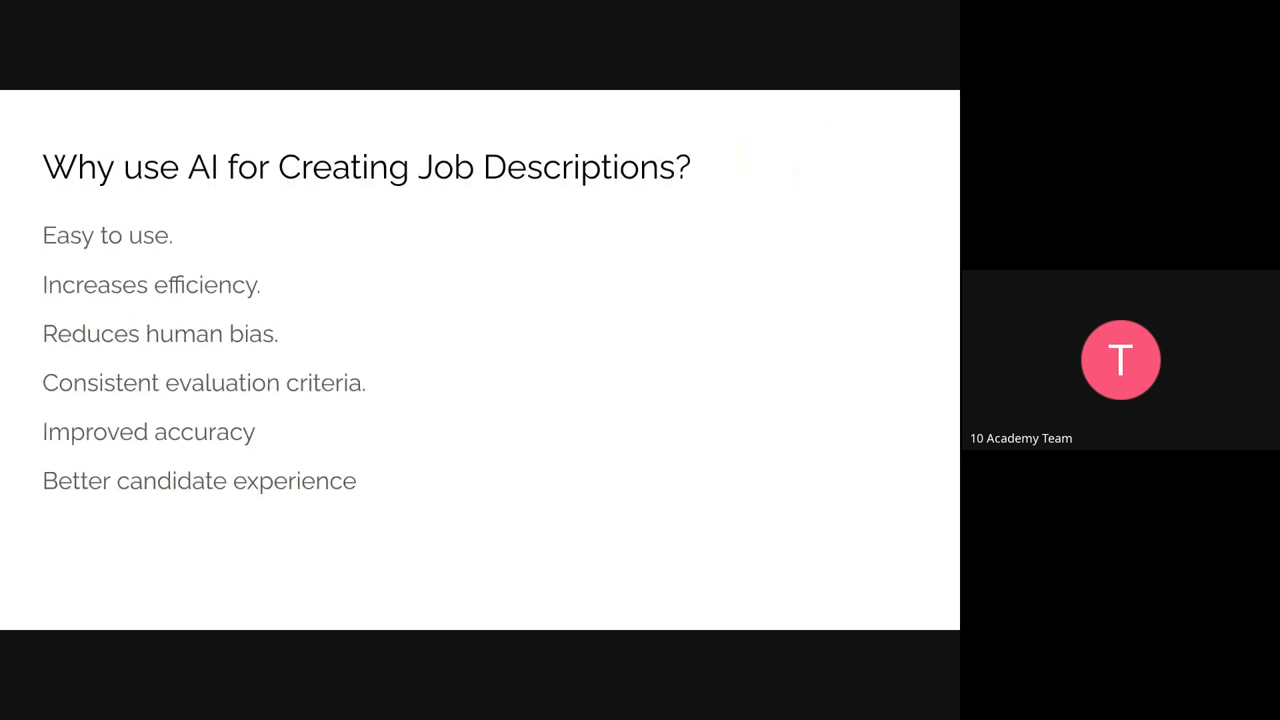 Why use AI for Creating Job Descriptions?
Easy to use.
Increases efficiency.
Reduces human bias.
Consistent evaluation criteria.
Improved accuracy
Better candidate experience
T
10 Academy Team